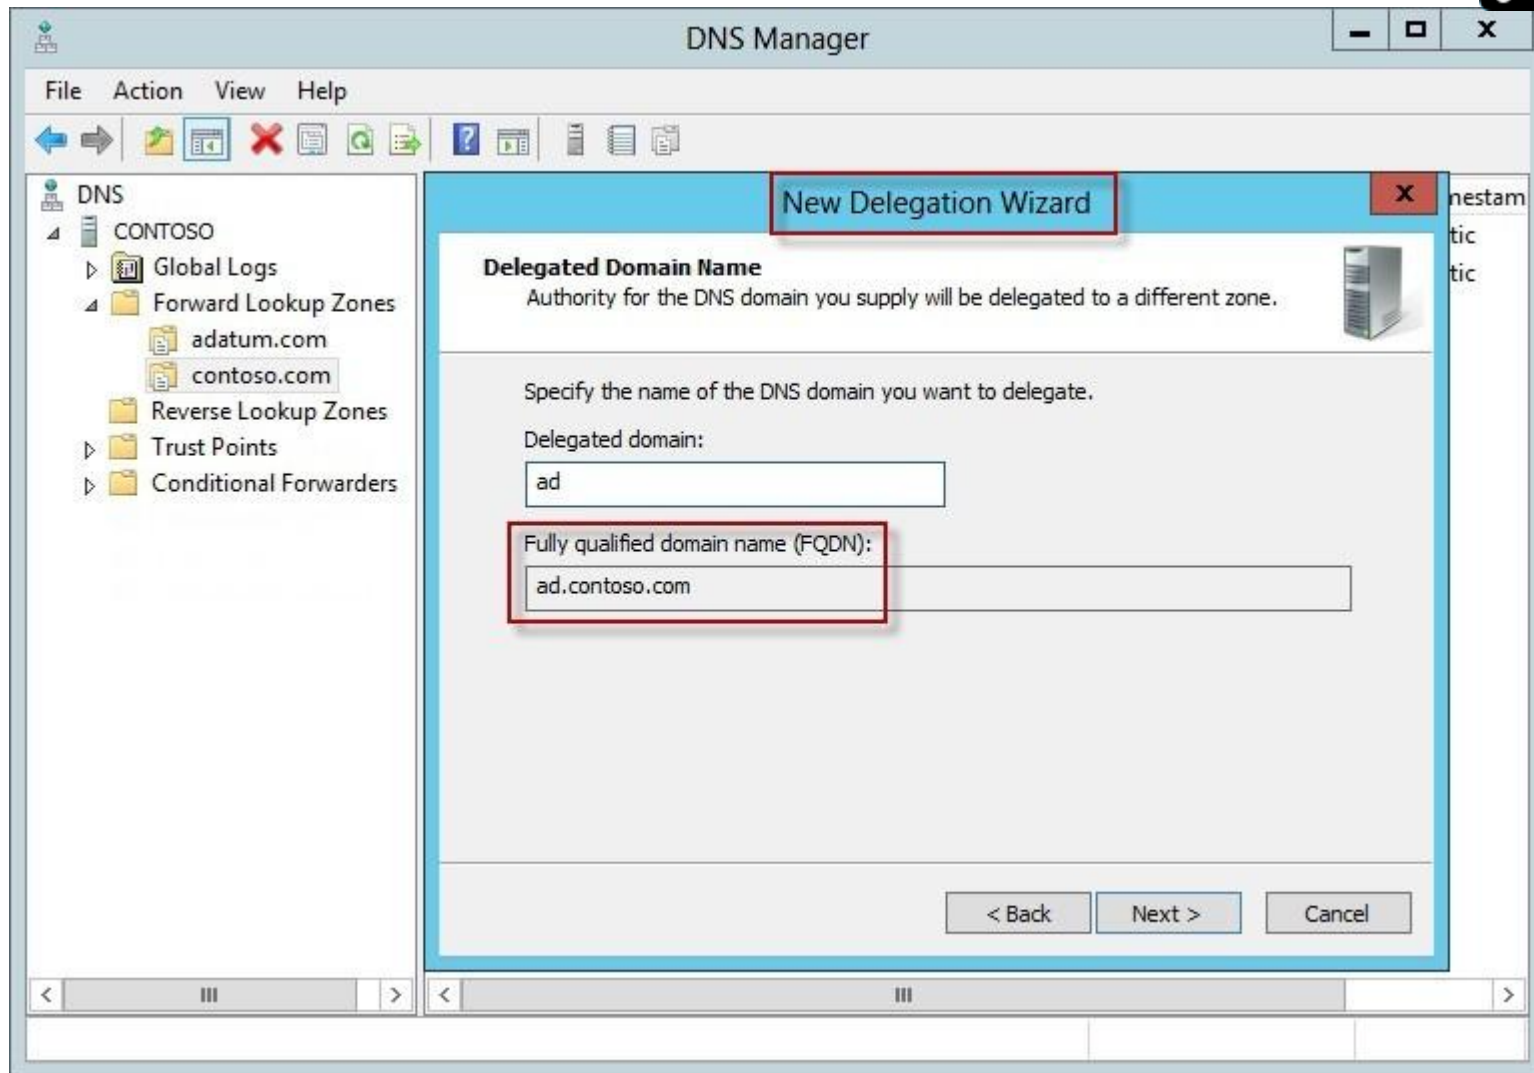 DNS Manager
File Action View Help
DNS
CONTOSO
Global Logs
Forward Lookup Zones
adatum.com
contoso.com
Reverse Lookup Zones
Trust Points
Conditional Forwarders
New Delegation Wizard
nestam
tic
tic
Delegated Domain Name
Authority for the DNS domain you supply will be delegated to a different zone.
Specify the name of the DNS domain you want to delegate.
Delegated domain:
ad
Fully qualified domain name (FQDN):
ad.contoso.com
< Back Next > Cancel